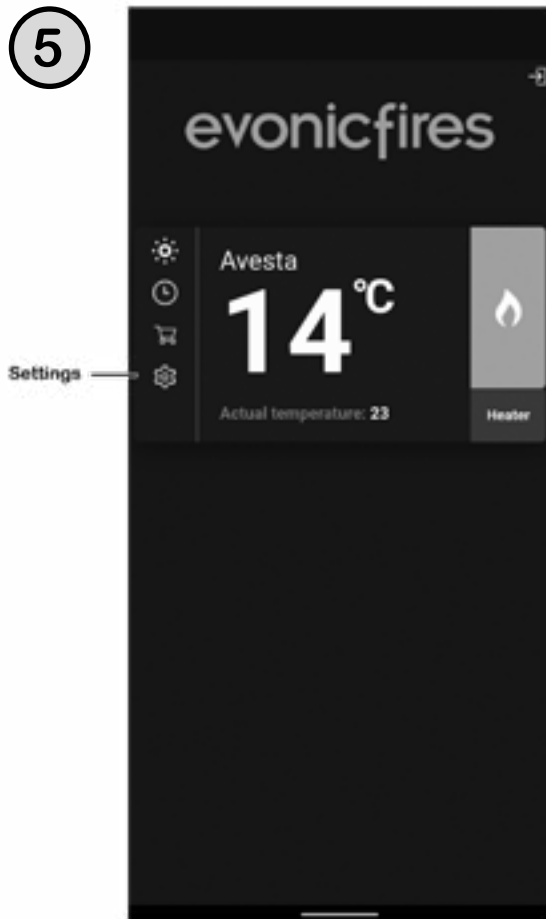 5
evonicfires
Avesta
14°C
Settings
Actual temperature: 23
Heater